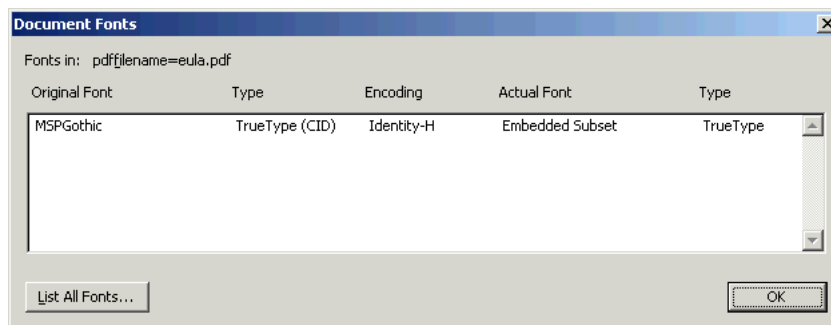 Document Fonts
Fonts in: pdffilename=eula.pdf
Original Font Type Encoding Actual Font Type
MSPGothic TrueType (CID) Identity-H Embedded Subset TrueType
List All Fonts... OK